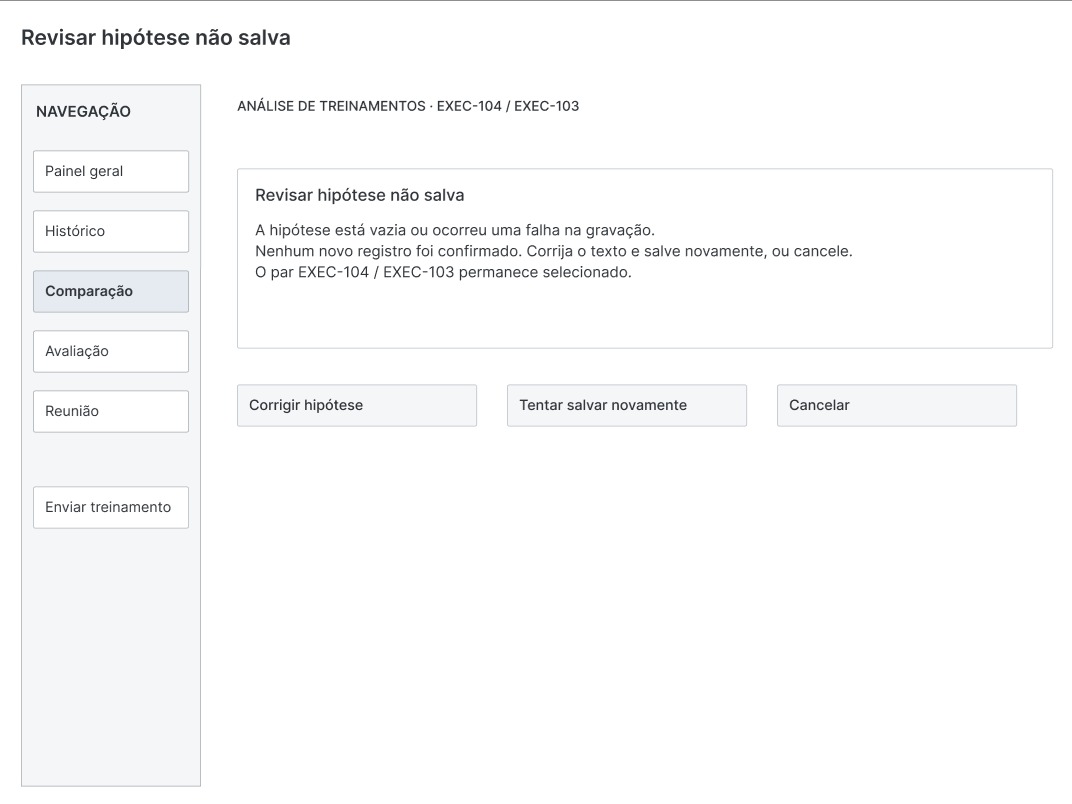 Revisar hipótese não salva
NAVEGAÇÃO
Painel geral
Histórico
Comparação
Avaliação
Reunião
Enviar treinamento
ANÁLISE DE TREINAMENTOS · EXEC-104 / EXEC-103
Revisar hipótese não salva
A hipótese está vazia ou ocorreu uma falha na gravação.
Nenhum novo registro foi confirmado. Corrija o texto e salve novamente, ou cancele.
O par EXEC-104 / EXEC-103 permanece selecionado.
Corrigir hipótese
Tentar salvar novamente
Cancelar